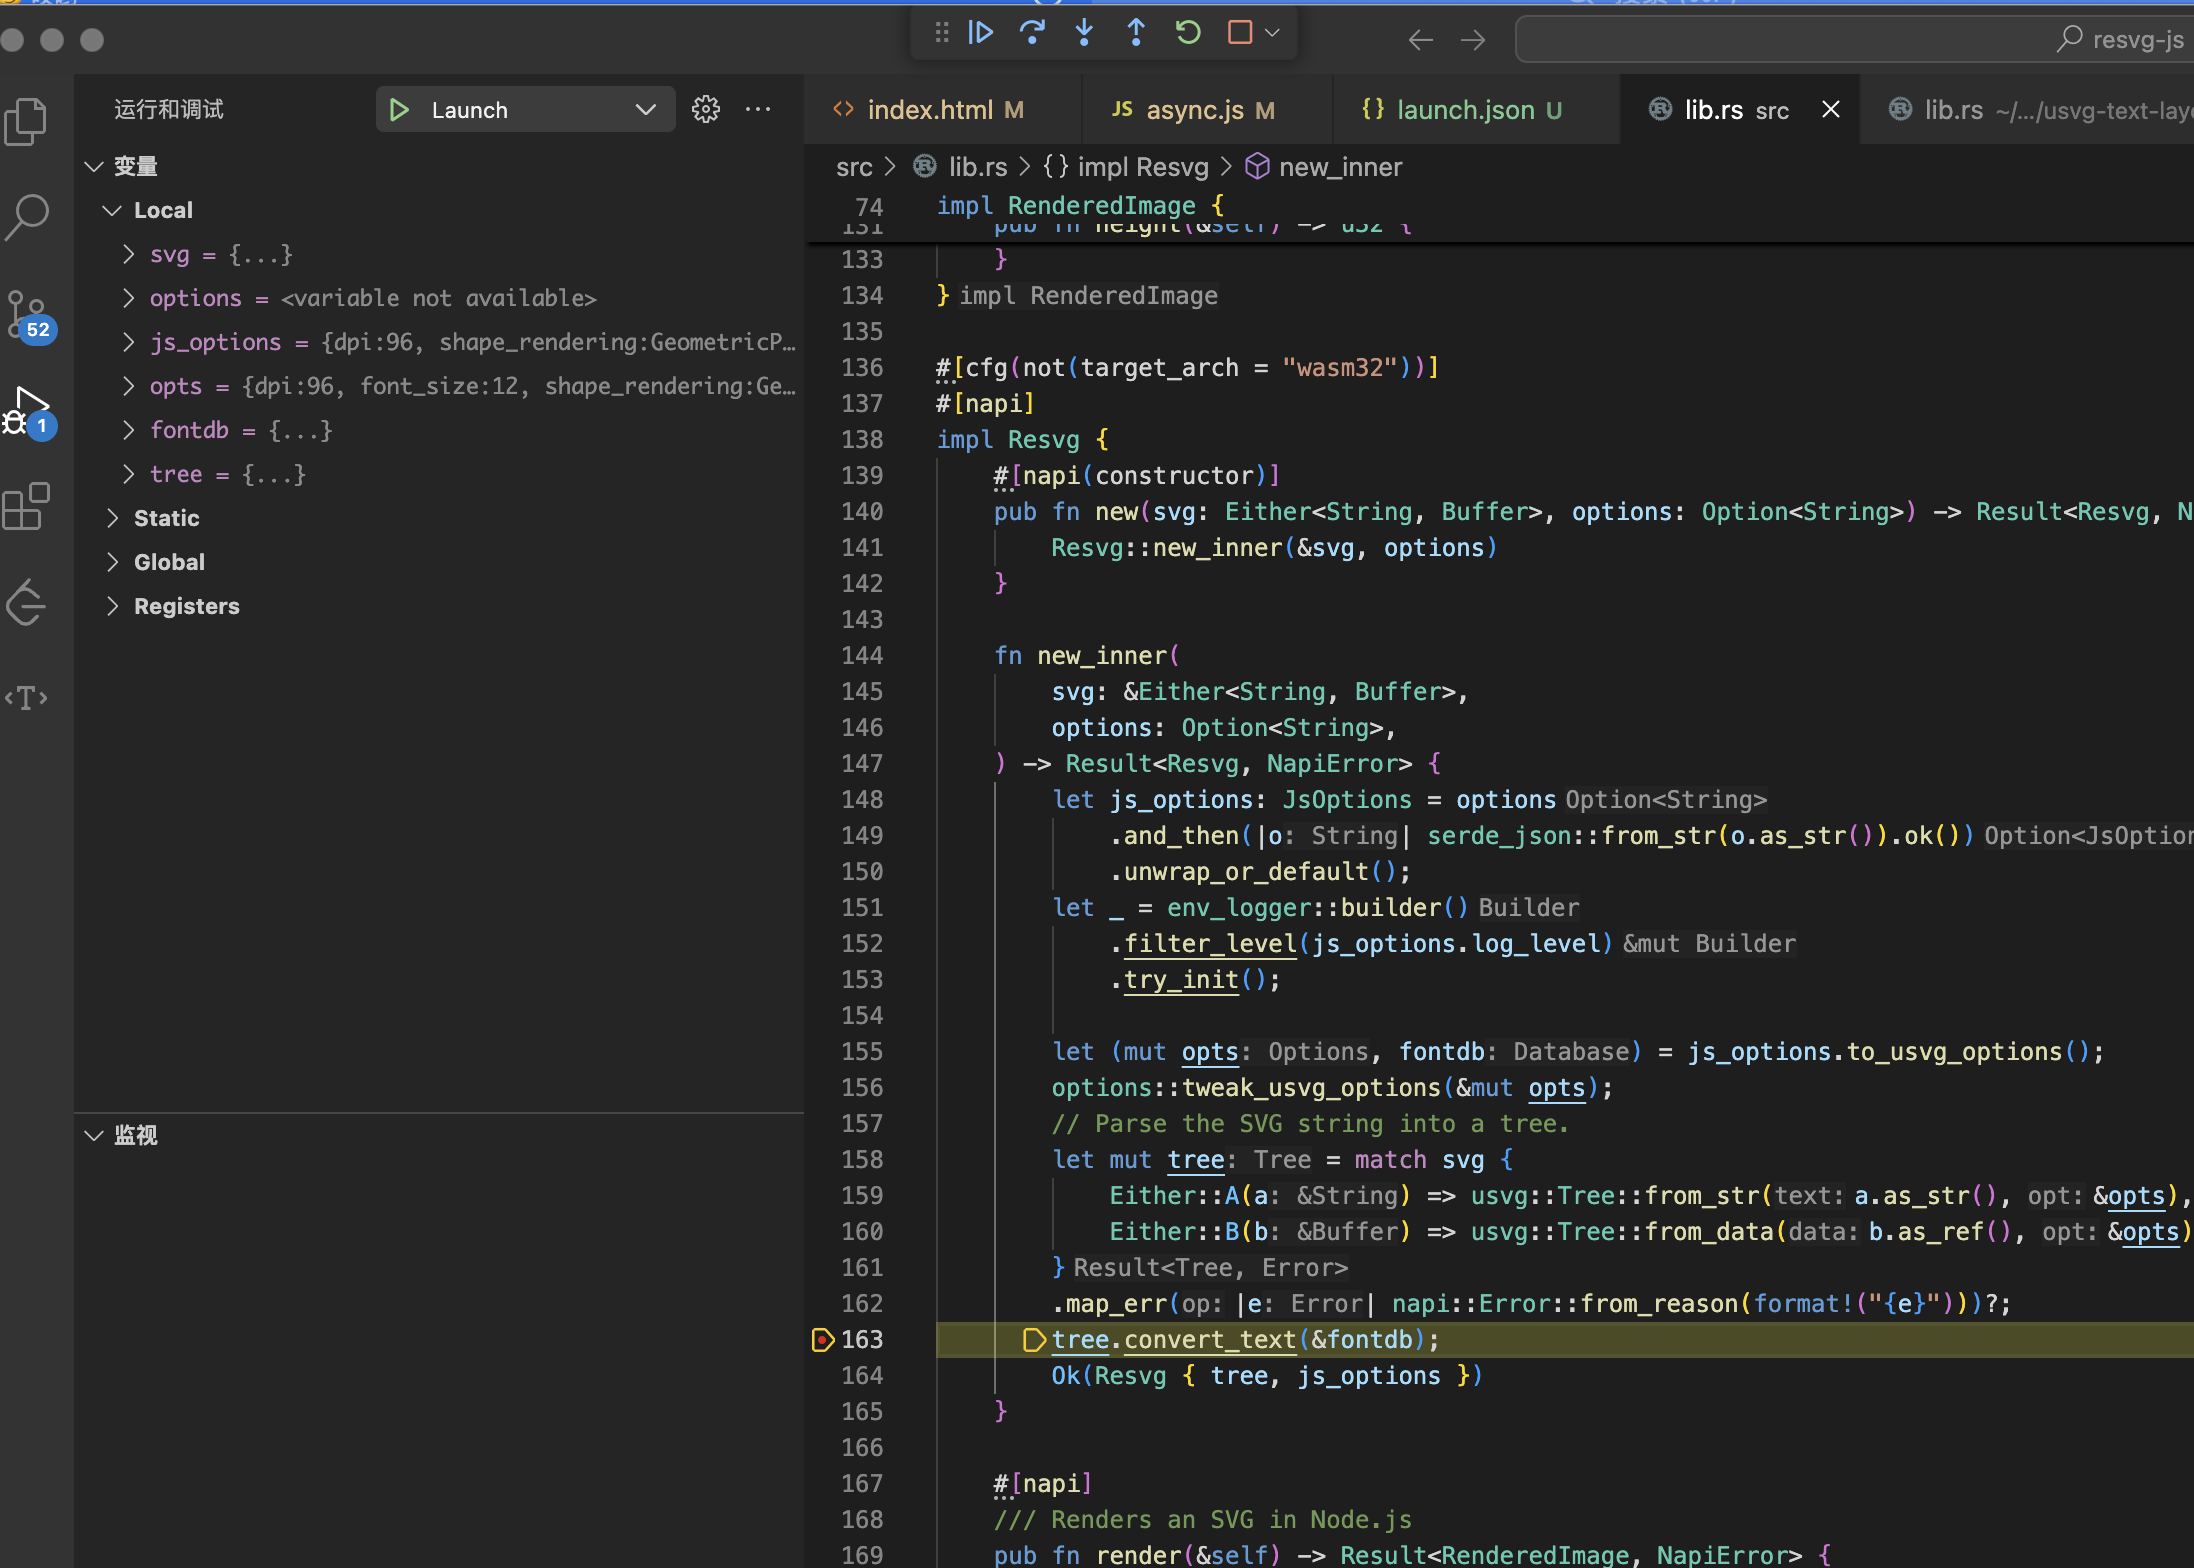 resvg-js
运行和调试 Launch
index.html M
JS async.js M
{} launch.json U
lib.rs src
lib.rs ~/.../usvg-text-lay
src > lib.rs > {} impl Resvg > new_inner
变量
Local
svg = {...}
options = <variable not available>
js_options = {dpi:96, shape_rendering:GeometricP…
opts = {dpi:96, font_size:12, shape_rendering:Ge…
fontdb = {...}
tree = {...}
Static
Global
Registers
52
1
<T>
监视
74 impl RenderedImage {
131 pub fn height(&self) -> u32 {
133 }
134 } impl RenderedImage
135
136 #[cfg(not(target_arch = "wasm32"))]
137 #[napi]
138 impl Resvg {
139 #[napi(constructor)]
140 pub fn new(svg: Either<String, Buffer>, options: Option<String>) -> Result<Resvg, N
141 Resvg::new_inner(&svg, options)
142 }
143
144 fn new_inner(
145 svg: &Either<String, Buffer>,
146 options: Option<String>,
147 ) -> Result<Resvg, NapiError> {
148 let js_options: JsOptions = options Option<String>
149 .and_then(|o: String| serde_json::from_str(o.as_str()).ok()) Option<JsOption
150 .unwrap_or_default();
151 let _ = env_logger::builder() Builder
152 .filter_level(js_options.log_level) &mut Builder
153 .try_init();
154
155 let (mut opts: Options, fontdb: Database) = js_options.to_usvg_options();
156 options::tweak_usvg_options(&mut opts);
157 // Parse the SVG string into a tree.
158 let mut tree: Tree = match svg {
159 Either::A(a: &String) => usvg::Tree::from_str(text: a.as_str(), opt: &opts),
160 Either::B(b: &Buffer) => usvg::Tree::from_data(data: b.as_ref(), opt: &opts)
161 } Result<Tree, Error>
162 .map_err(op: |e: Error| napi::Error::from_reason(format!("{e}")))?;
163 tree.convert_text(&fontdb);
164 Ok(Resvg { tree, js_options })
165 }
166
167 #[napi]
168 /// Renders an SVG in Node.js
169 pub fn render(&self) -> Result<RenderedImage, NapiError> {